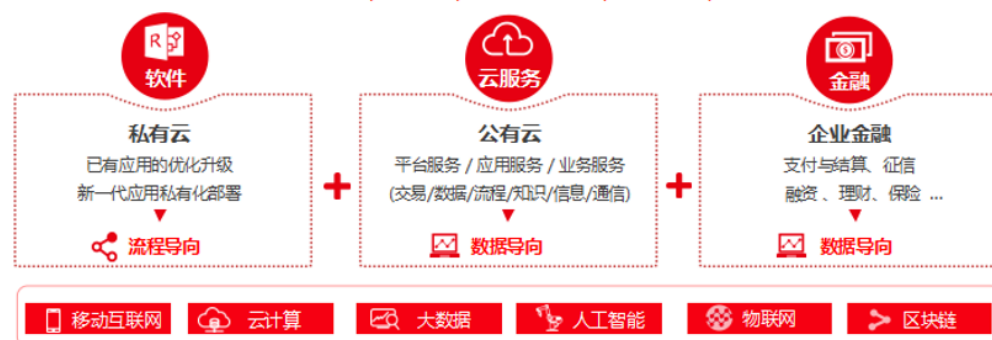 软件
云服务
金融
私有云
已有应用的优化升级
新一代应用私有化部署
流程导向
公有云
平台服务 / 应用服务 / 业务服务
(交易/数据/流程/知识/信息/通信)
数据导向
企业金融
支付与结算、征信
融资 、理财、保险 ...
数据导向
移动互联网
云计算
大数据
人工智能
物联网
区块链